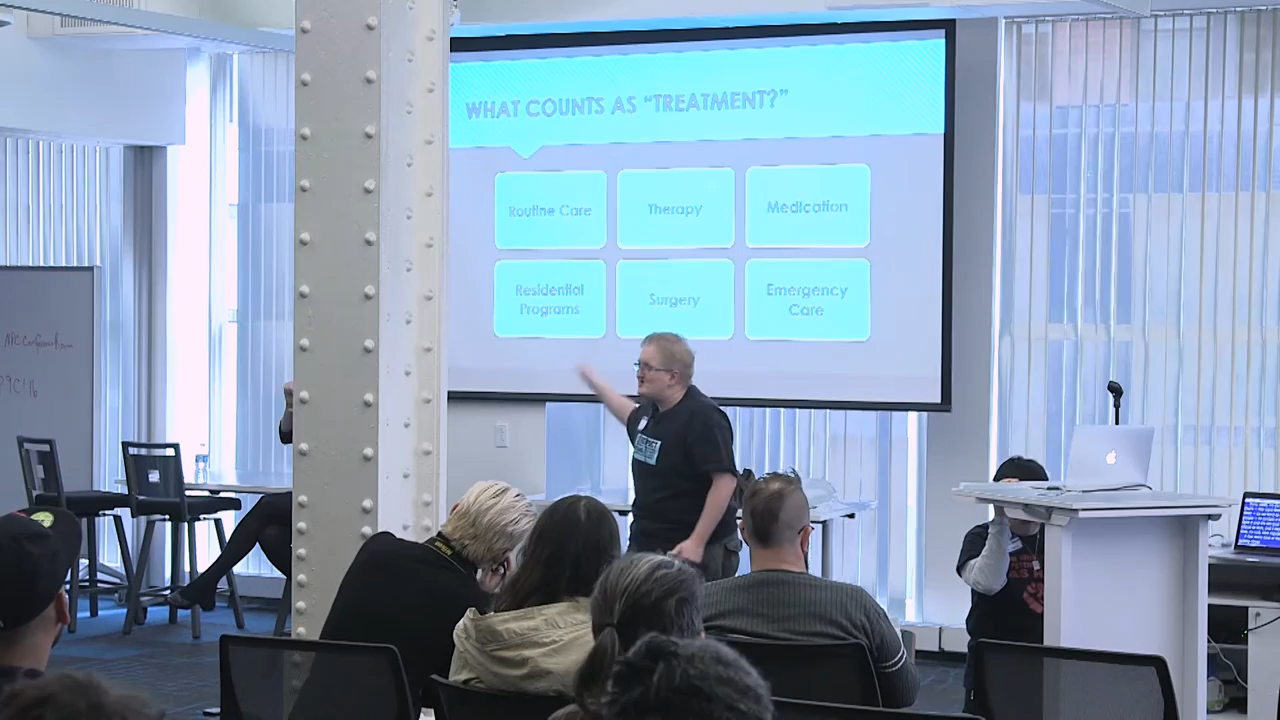 WHAT COUNTS AS “TREATMENT?”
Routine Care
Therapy
Medication
Residential
Programs
Surgery
Emergency
Care